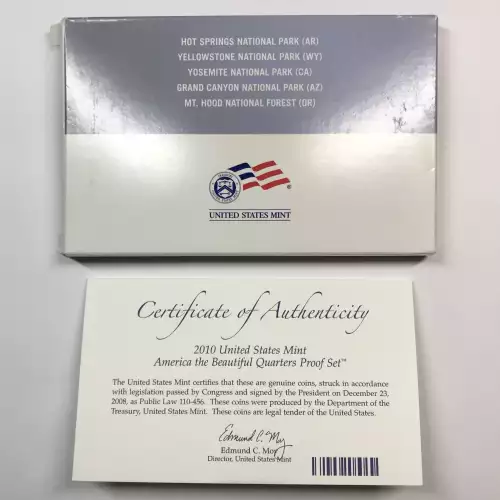 HOT SPRINGS NATIONAL PARK (AR)
YELLOWSTONE NATIONAL PARK (WY)
YOSEMITE NATIONAL PARK (CA)
GRAND CANYON NATIONAL PARK (AZ)
MT. HOOD NATIONAL FOREST (OR)
UNITED STATES MINT
Certificate of Authenticity
2010 United States Mint
America the Beautiful Quarters Proof Set™
The United States Mint certifies that these are genuine coins, struck in accordance
with legislation passed by Congress and signed by the President on December 23,
2008, as Public Law 110-456. These coins were produced by the Department of the
Treasury, United States Mint. These coins are legal tender of the United States.
Edmund C. Moy
Edmund C. Moy
Director, United States Mint